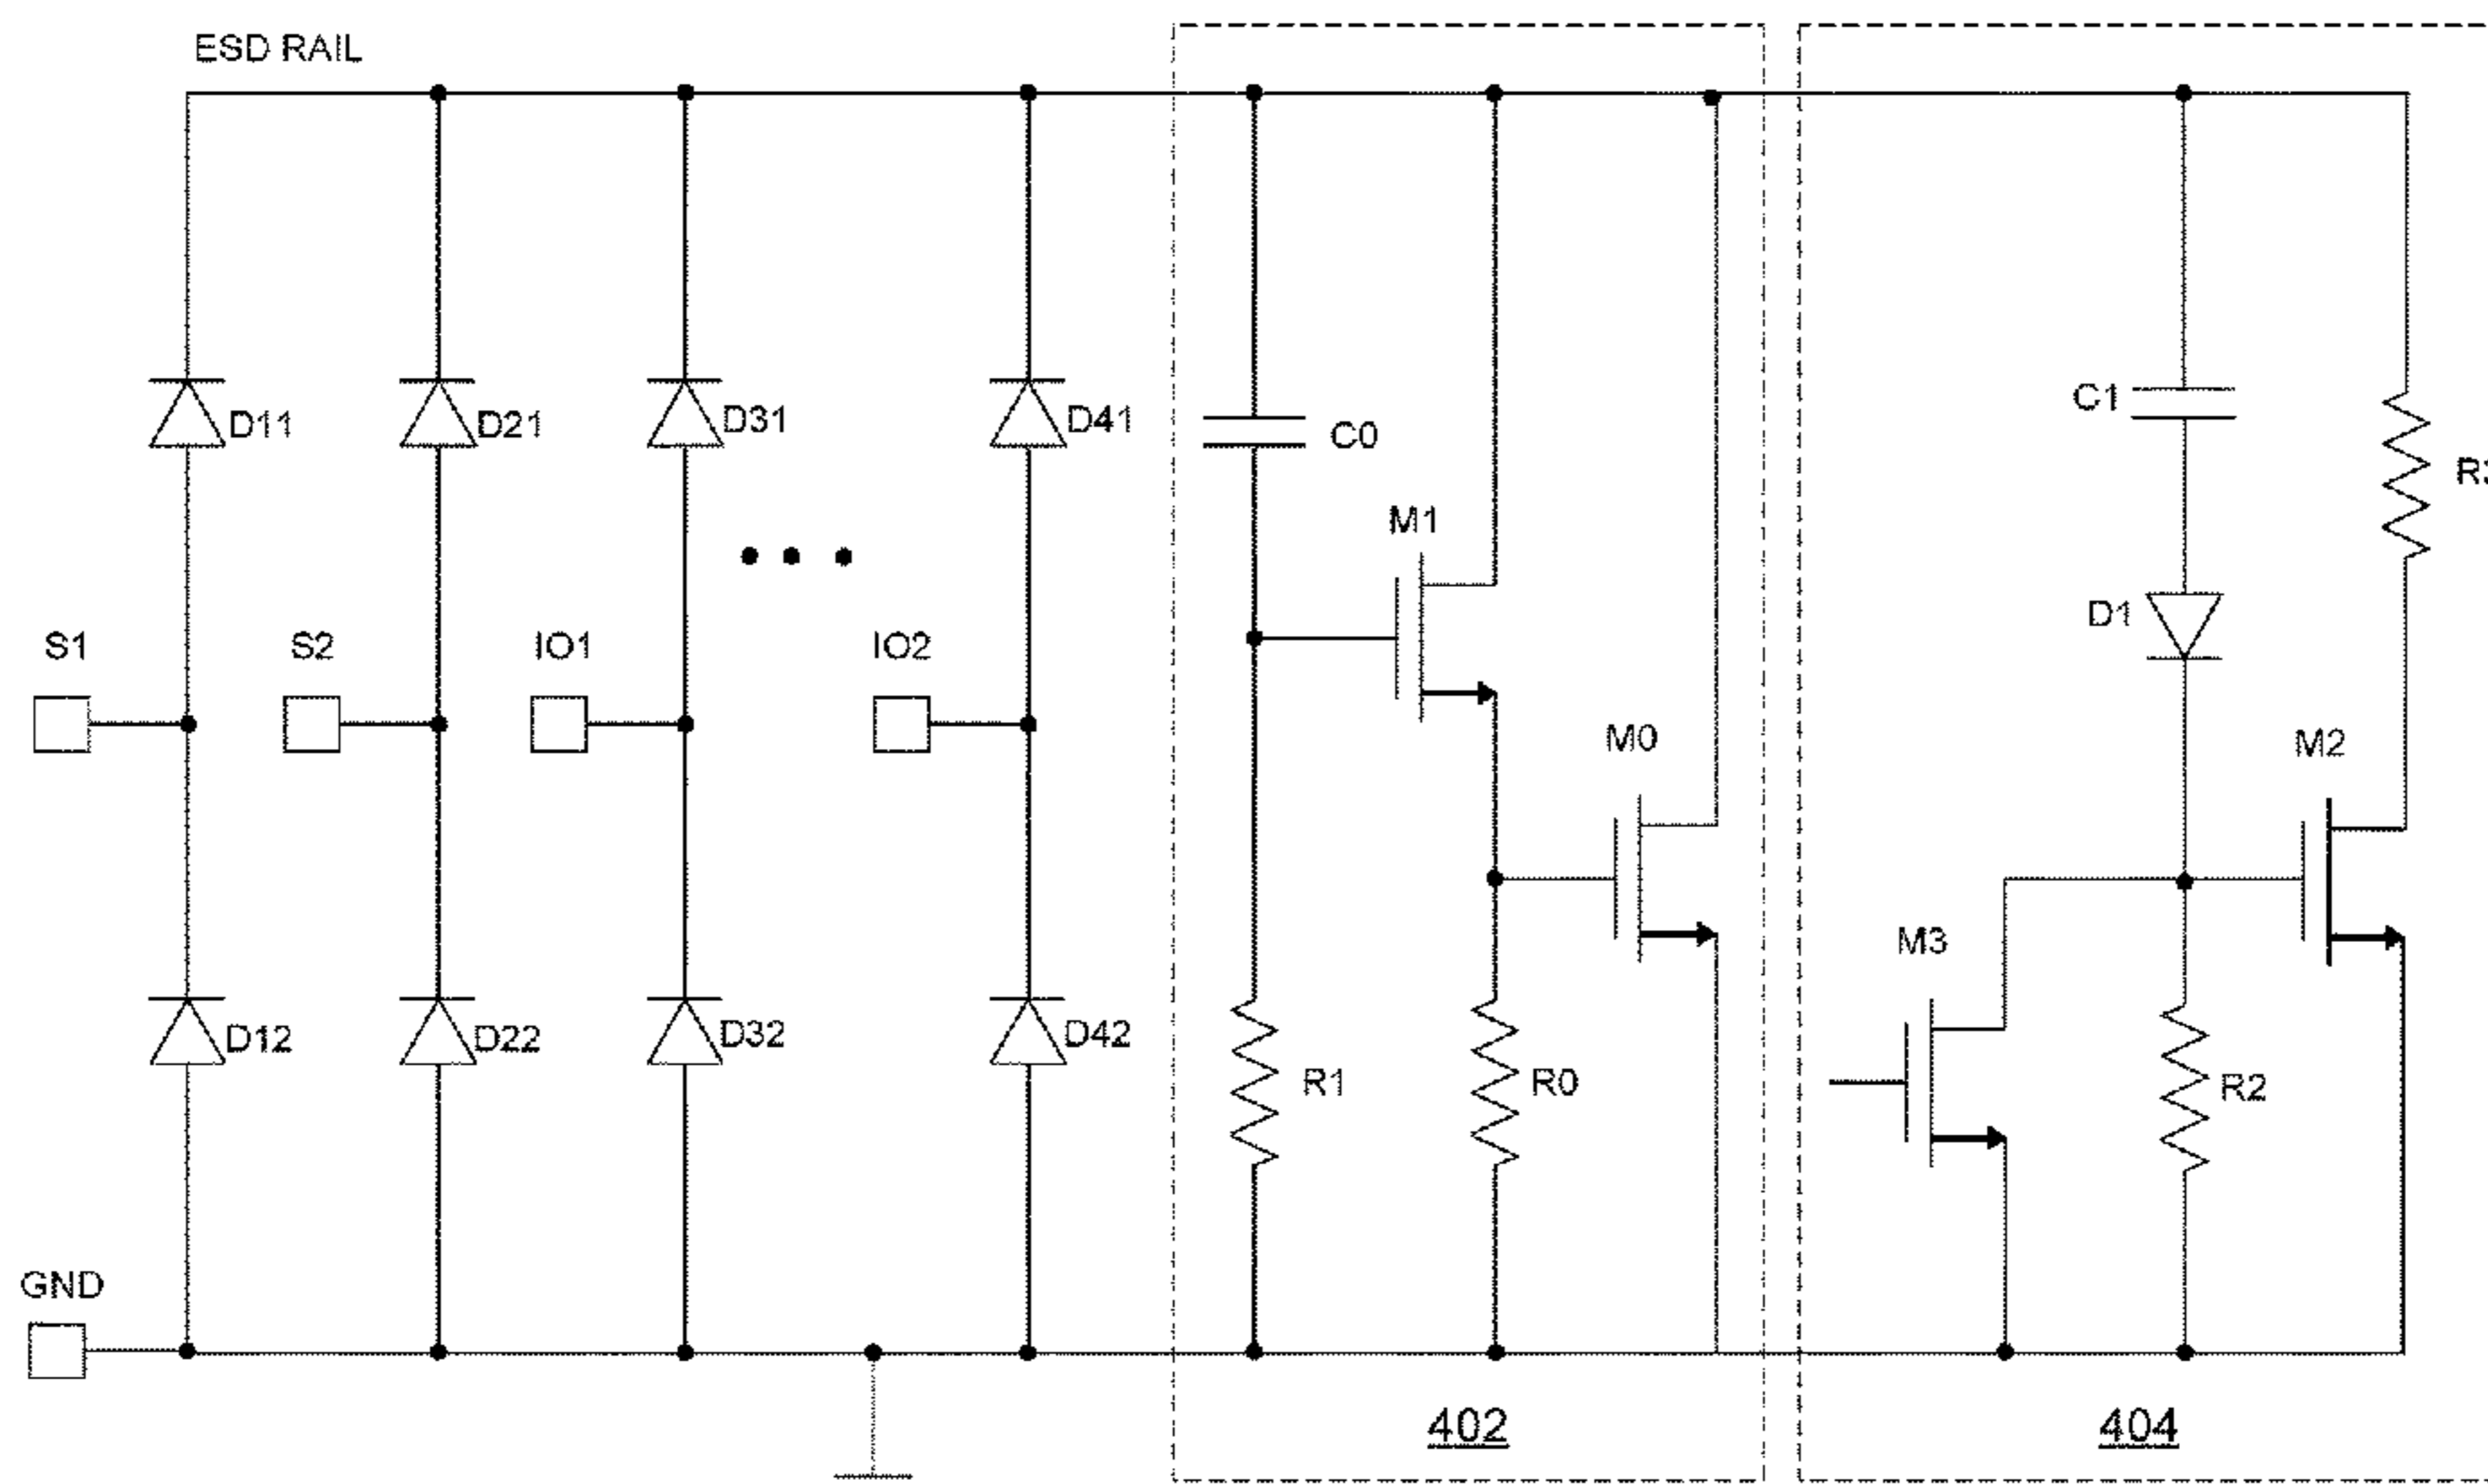 ESD RAIL
D11
D21
D31
D41
C0
C1
M1
D1
S1
S2
IO1
IO2
M0
M2
M3
D12
D22
D32
D42
R1
R0
R2
GND
402
404